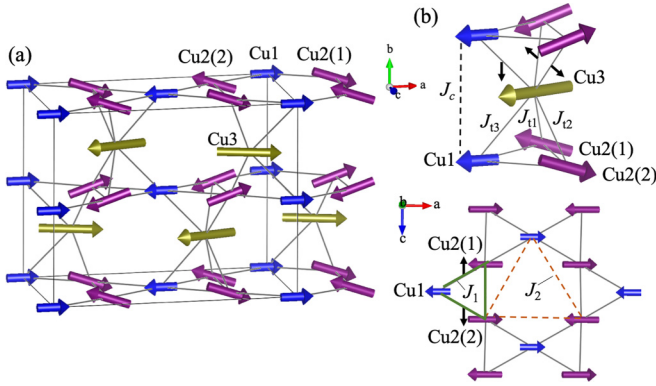 (a)
Cu2(2)
Cu1
Cu2(1)
b
a
c
Cu3
(b)
Cu3
Jc
Jt3
Jt1
Jt2
Cu2(1)
Cu1
Cu2(2)
b
a
c
Cu2(1)
Cu1
J1
J2
Cu2(2)